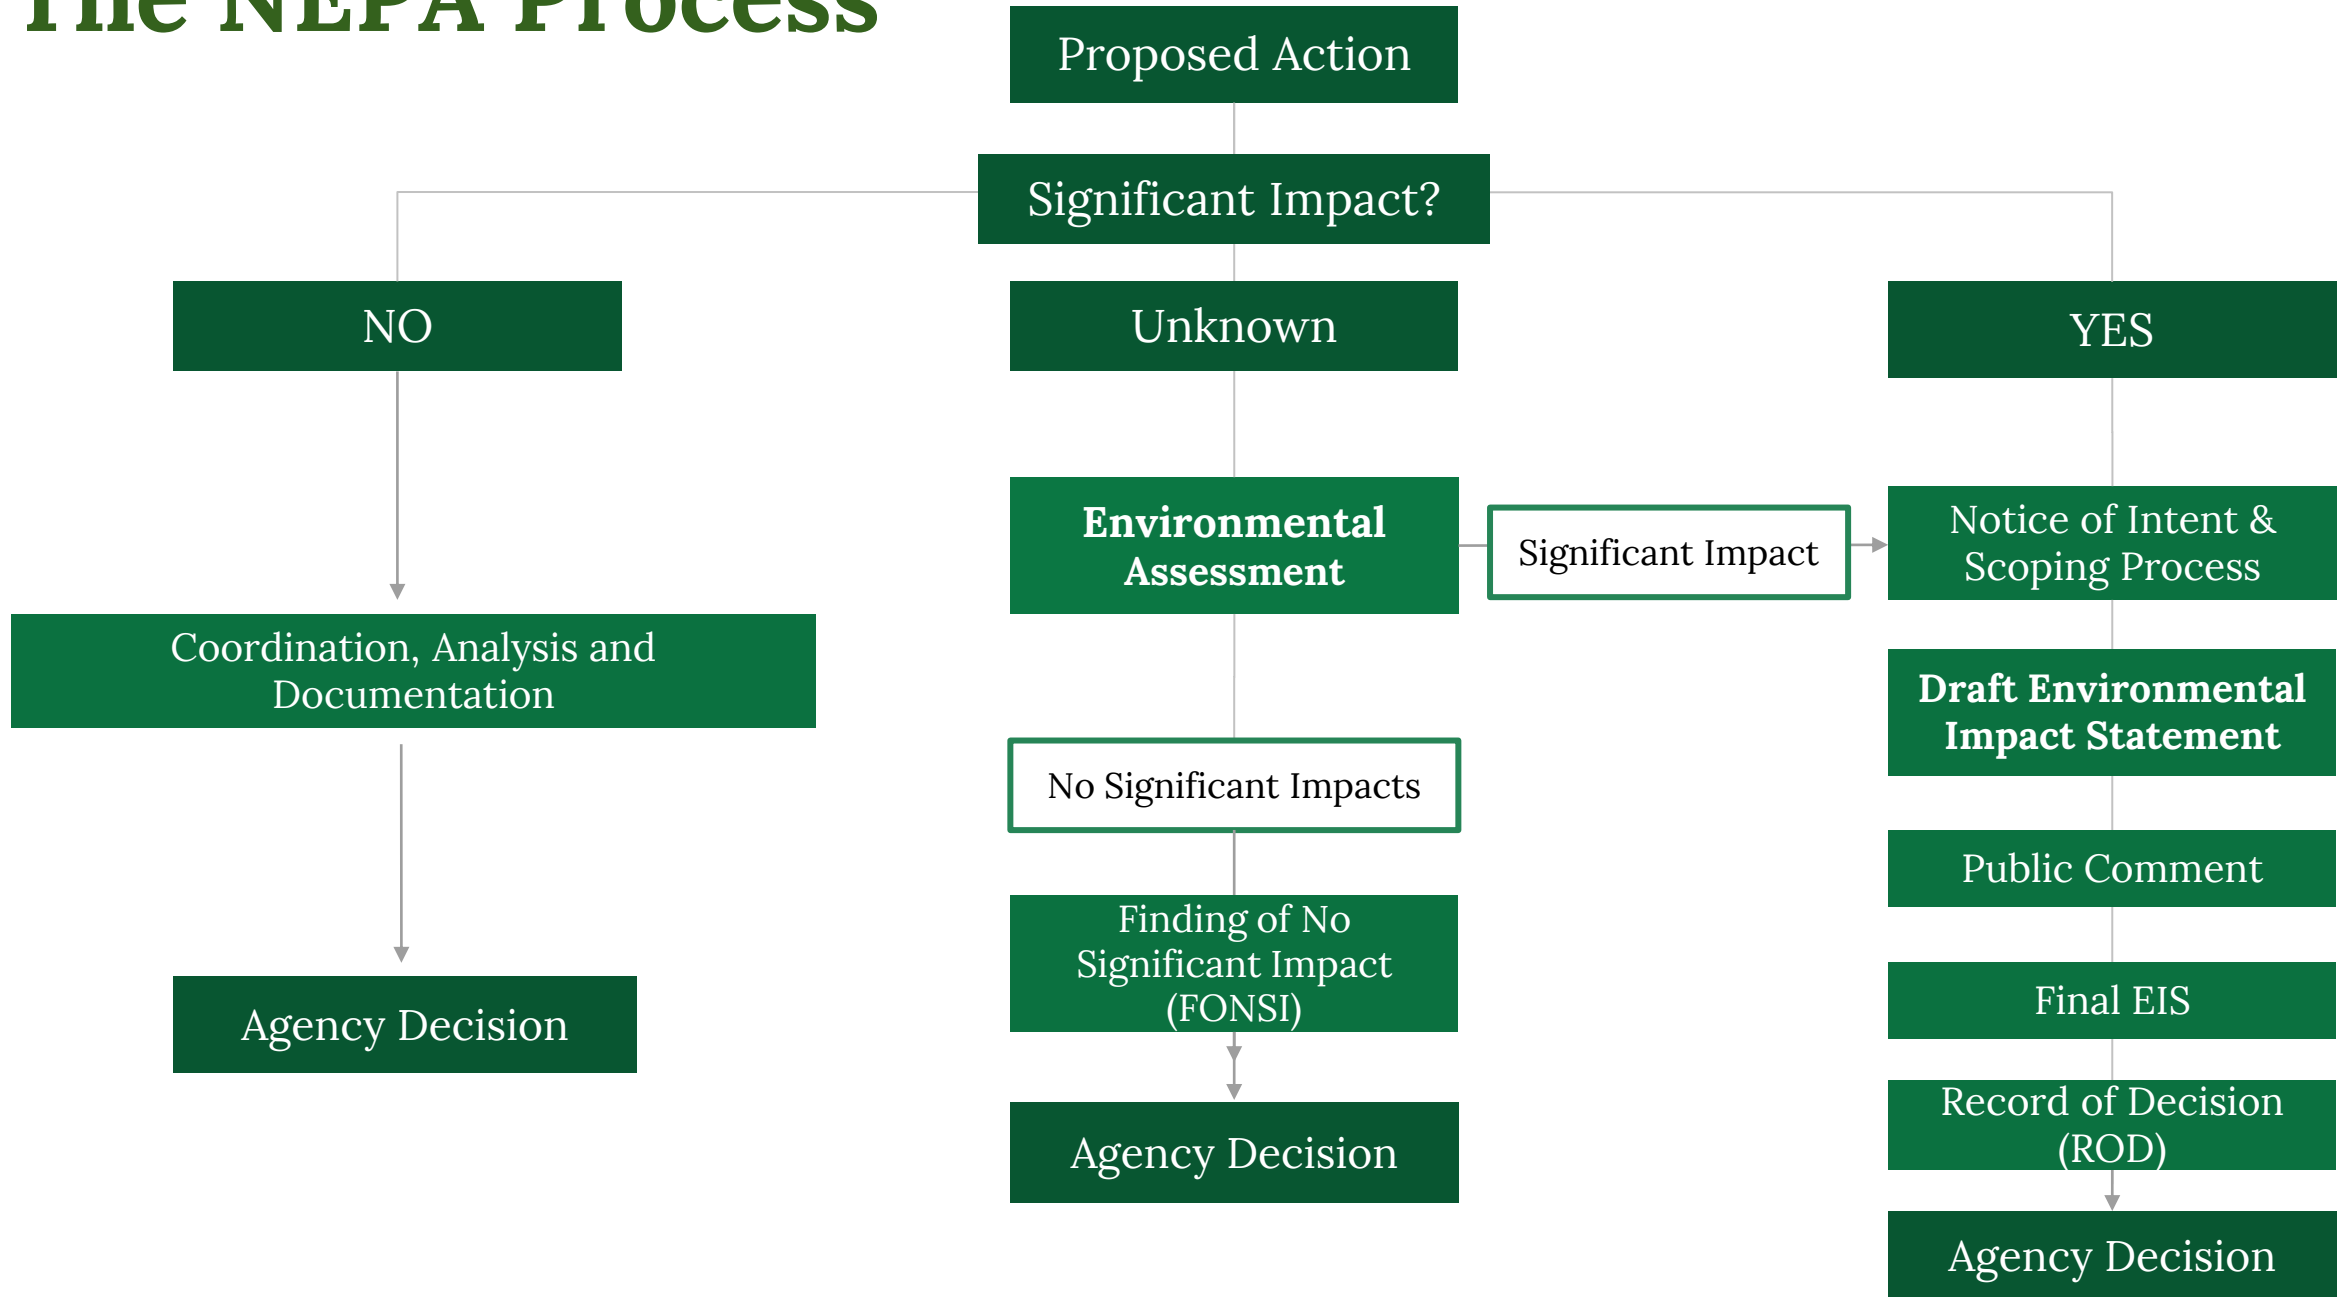 The NEPA Process
Proposed Action
Significant Impact?
NO
Unknown
YES
Environmental
Assessment
Significant Impact
Notice of Intent &
Scoping Process
Coordination, Analysis and
Documentation
Draft Environmental
Impact Statement
No Significant Impacts
Public Comment
Finding of No
Significant Impact
(FONSI)
Final EIS
Agency Decision
Record of Decision
(ROD)
Agency Decision
Agency Decision